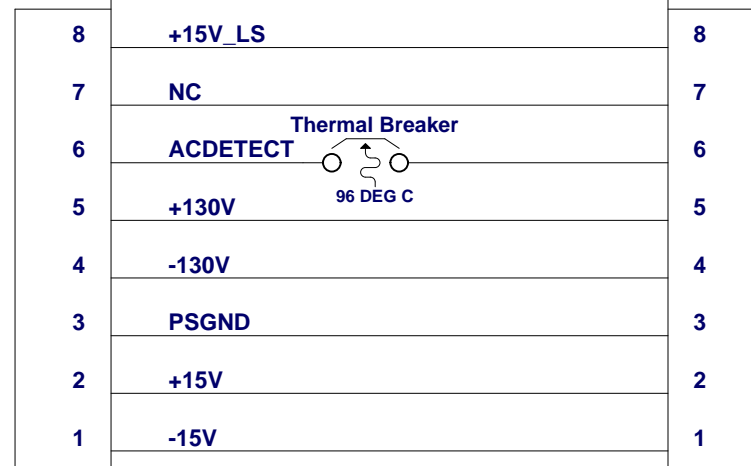 8 +15V_LS 8
7 NC 7
Thermal Breaker
6 ACDETECT 6
96 DEG C
5 +130V 5
4 -130V 4
3 PSGND 3
2 +15V 2
1 -15V 1